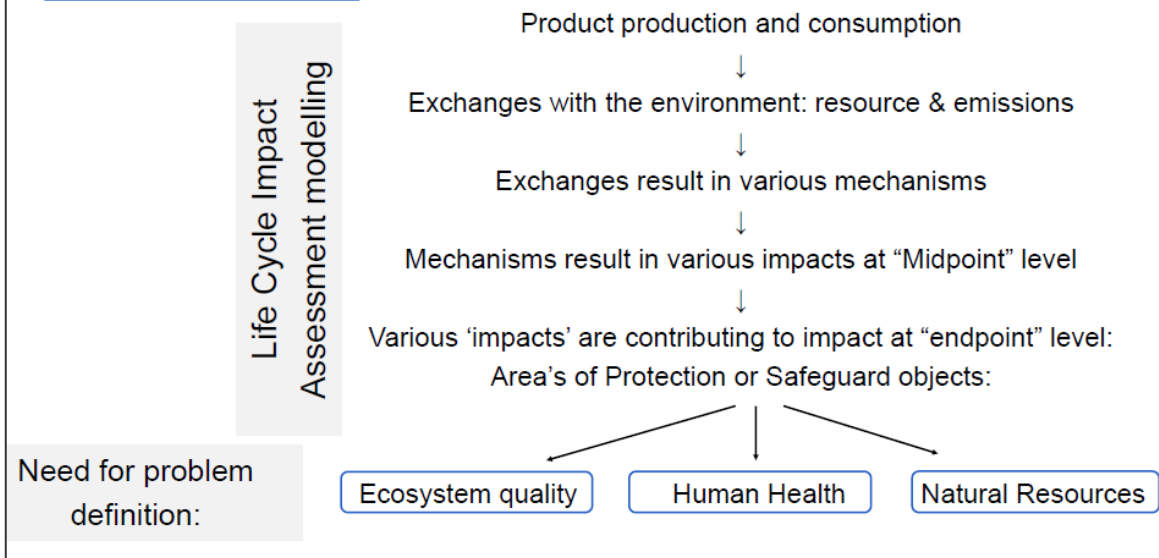 Product production and consumption
↓
Exchanges with the environment: resource & emissions
↓
Exchanges result in various mechanisms
↓
Mechanisms result in various impacts at “Midpoint” level
↓
Various ‘impacts’ are contributing to impact at “endpoint” level:
Area’s of Protection or Safeguard objects:
Life Cycle Impact
Assessment modelling
Need for problem
definition:
Ecosystem quality
Human Health
Natural Resources